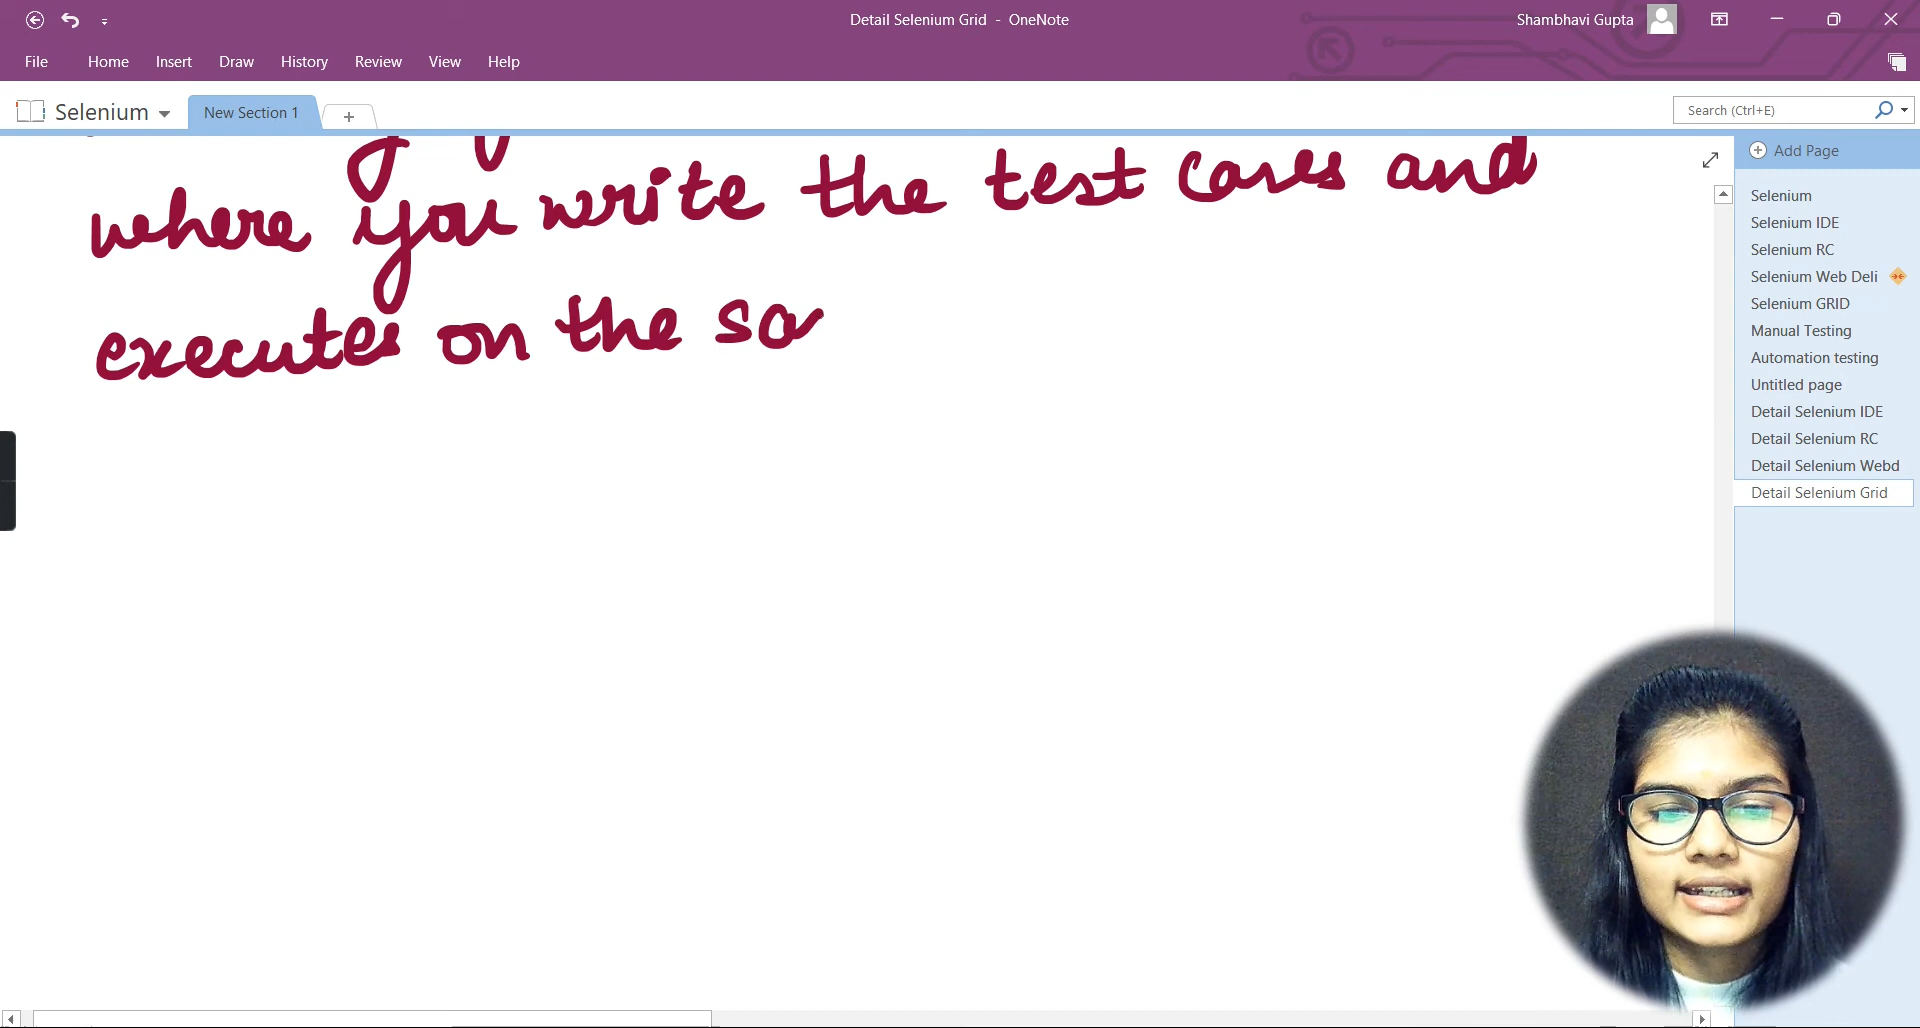 Detail Selenium Grid - OneNote
Shambhavi Gupta
File Home Insert Draw History Review View Help
Selenium
New Section 1
+
Search (Ctrl+E)
Add Page
where you write the test cases and
executes on the sa
Selenium
Selenium IDE
Selenium RC
Selenium Web Deli
Selenium GRID
Manual Testing
Automation testing
Untitled page
Detail Selenium IDE
Detail Selenium RC
Detail Selenium Webd
Detail Selenium Grid